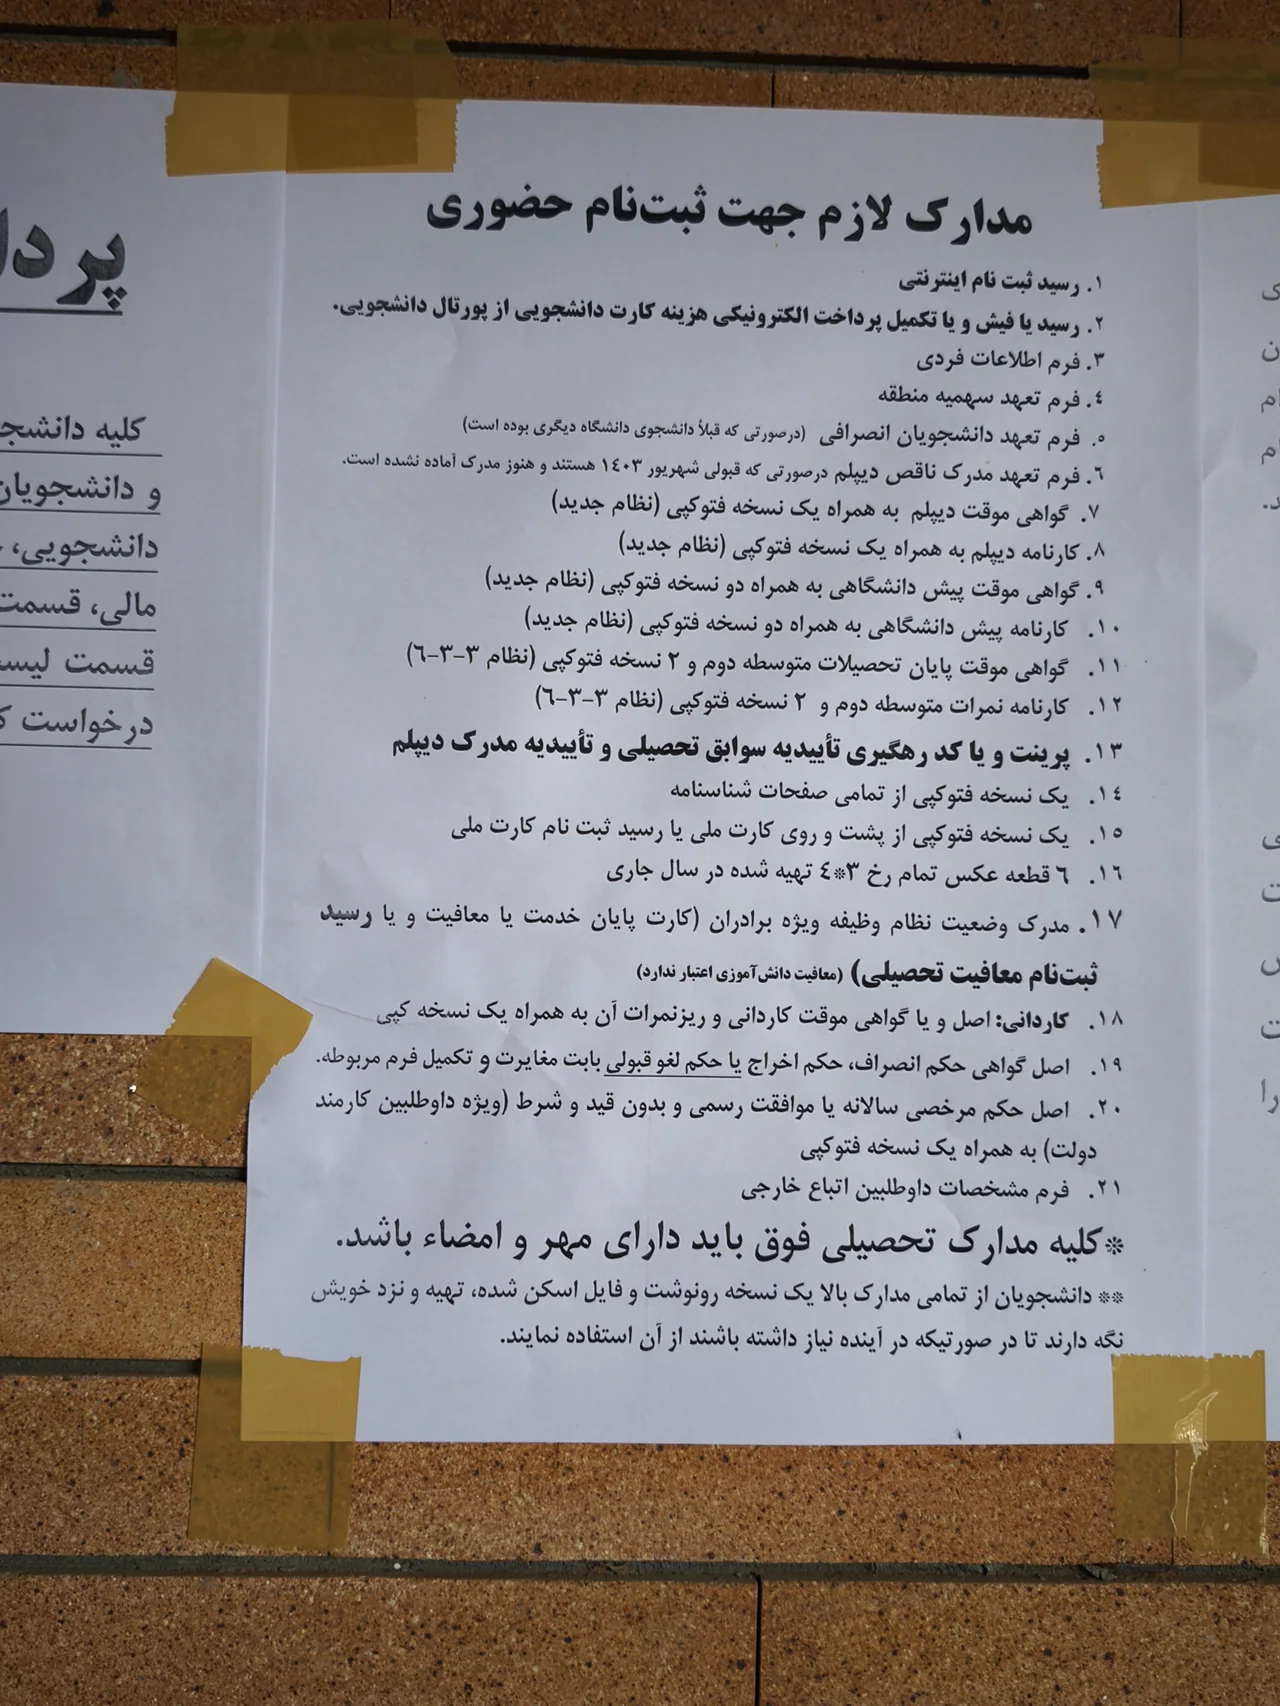 مدارک لازم جهت ثبت‌نام حضوری
۱. رسید ثبت نام اینترنتی
۲. رسید یا فیش و یا تکمیل پرداخت الکترونیکی هزینه کارت دانشجویی از پورتال دانشجویی.
۳. فرم اطلاعات فردی
٤. فرم تعهد سهمیه منطقه
۵. فرم تعهد دانشجویان انصرافی (درصورتی که قبلاً دانشجوی دانشگاه دیگری بوده است)
٦. فرم تعهد مدرک ناقص دیپلم درصورتی که قبولی شهریور ۱٤۰۳ هستند و هنوز مدرک آماده نشده است.
۷. گواهی موقت دیپلم به همراه یک نسخه فتوکپی (نظام جدید)
۸. کارنامه دیپلم به همراه یک نسخه فتوکپی (نظام جدید)
۹. گواهی موقت پیش دانشگاهی به همراه دو نسخه فتوکپی (نظام جدید)
۱۰. کارنامه پیش دانشگاهی به همراه دو نسخه فتوکپی (نظام جدید)
۱۱. گواهی موقت پایان تحصیلات متوسطه دوم و ۲ نسخه فتوکپی (نظام ۳-۳-٦)
۱۲. کارنامه نمرات متوسطه دوم و ۲ نسخه فتوکپی (نظام ۳-۳-٦)
۱۳. پرینت و یا کد رهگیری تأییدیه سوابق تحصیلی و تأییدیه مدرک دیپلم
۱٤. یک نسخه فتوکپی از تمامی صفحات شناسنامه
۱۵. یک نسخه فتوکپی از پشت و روی کارت ملی یا رسید ثبت نام کارت ملی
۱٦. ٦ قطعه عکس تمام رخ ۳*٤ تهیه شده در سال جاری
۱۷. مدرک وضعیت نظام وظیفه ویژه برادران (کارت پایان خدمت یا معافیت و یا رسید
ثبت‌نام معافیت تحصیلی) (معافیت دانش‌آموزی اعتبار ندارد)
۱۸. کاردانی: اصل و یا گواهی موقت کاردانی و ریزنمرات آن به همراه یک نسخه کپی
۱۹. اصل گواهی حکم انصراف، حکم اخراج یا حکم لغو قبولی بابت مغایرت و تکمیل فرم مربوطه.
۲۰. اصل حکم مرخصی سالانه یا موافقت رسمی و بدون قید و شرط (ویژه داوطلبین کارمند
دولت) به همراه یک نسخه فتوکپی
۲۱. فرم مشخصات داوطلبین اتباع خارجی
*کلیه مدارک تحصیلی فوق باید دارای مهر و امضاء باشد.
** دانشجویان از تمامی مدارک بالا یک نسخه رونوشت و فایل اسکن شده، تهیه و نزد خویش
نگه دارند تا در صورتیکه در آینده نیاز داشته باشند از آن استفاده نمایند.
کلیه
و دانشجویان
دانشجویی،
مالی، قسمت
قسمت
درخواست